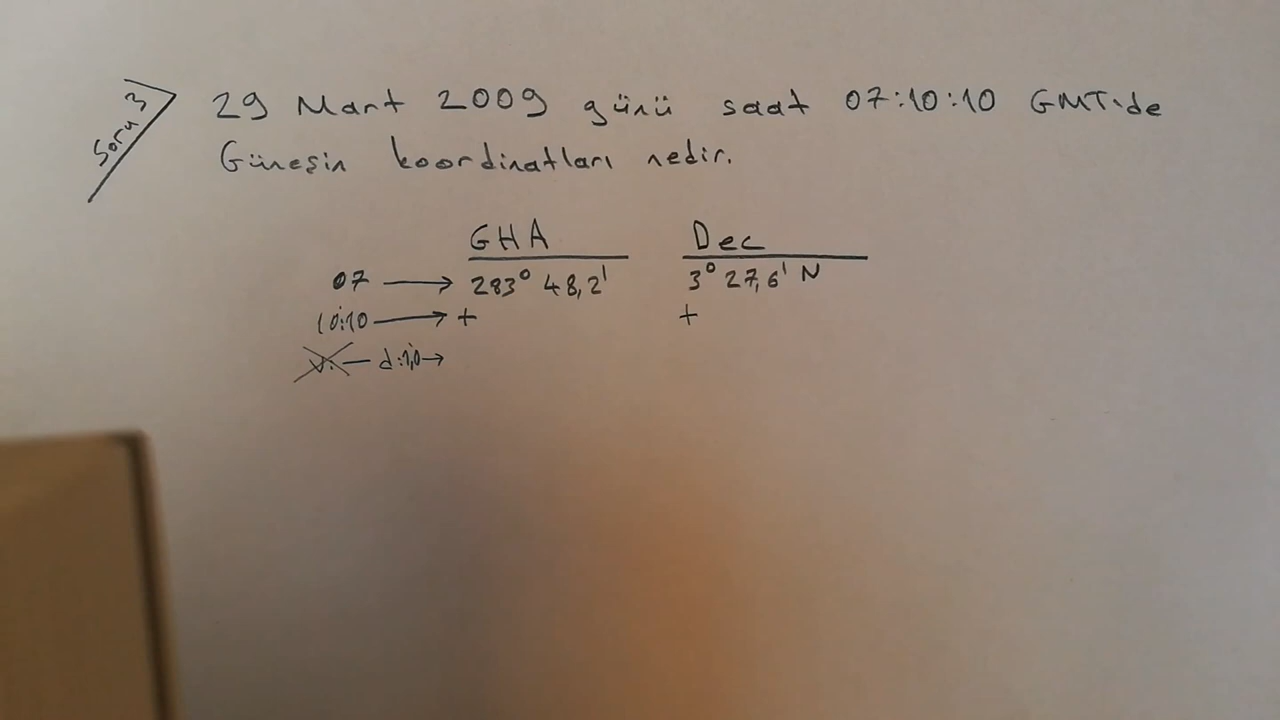 Soru 3
29 Mart 2009 günü saat 07:10:10 GMT'de
Güneşin koordinatları nedir.
GHA Dec
07 → 283° 48,2' 3° 27,6' N
10:10 → + +
v: — d:1,0 →